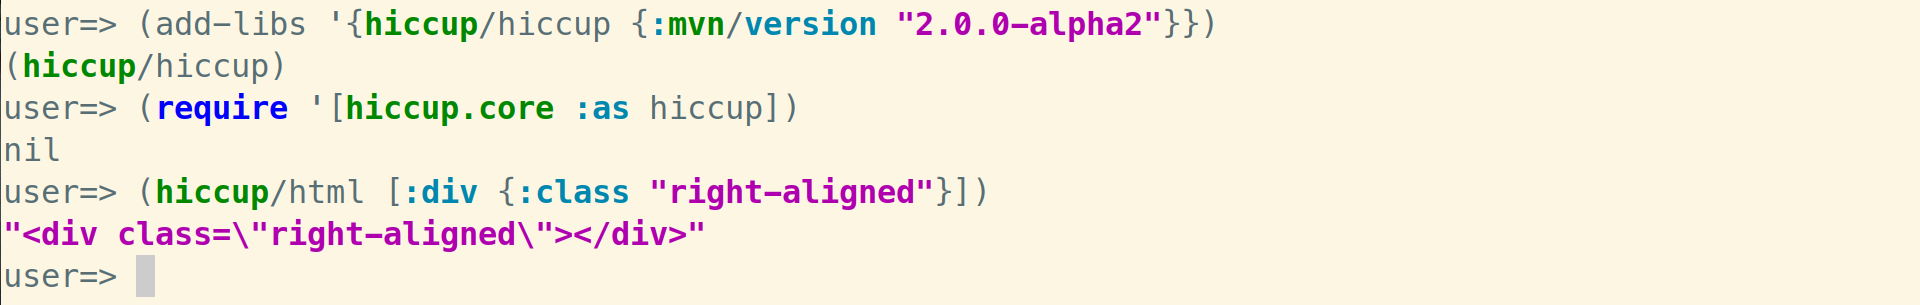 user=> (add-libs '{hiccup/hiccup {:mvn/version "2.0.0-alpha2"}})
(hiccup/hiccup)
user=> (require '[hiccup.core :as hiccup])
nil
user=> (hiccup/html [:div {:class "right-aligned"}])
"<div class=\"right-aligned\"></div>"
user=>